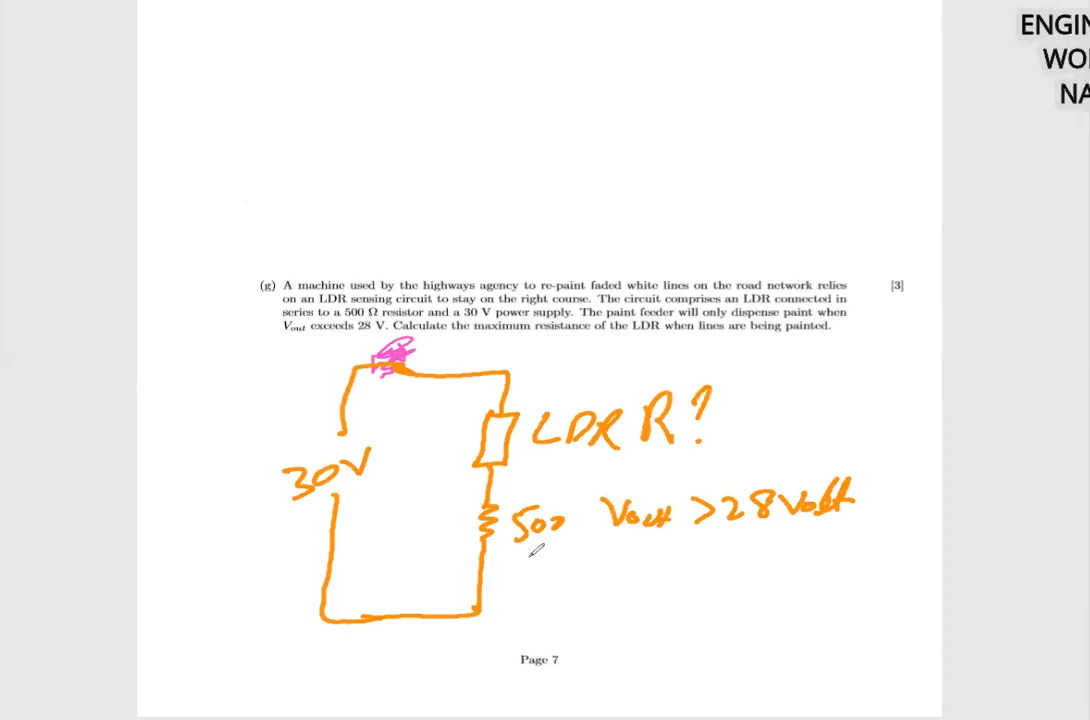 ENGIN
WO
NA
(g) A machine used by the highways agency to re-paint faded white lines on the road network relies [3]
on an LDR sensing circuit to stay on the right course. The circuit comprises an LDR connected in
series to a 500 Ω resistor and a 30 V power supply. The paint feeder will only dispense paint when
Vout exceeds 28 V. Calculate the maximum resistance of the LDR when lines are being painted.
LDR R?
30V
500 Vout >28 Volt
Page 7